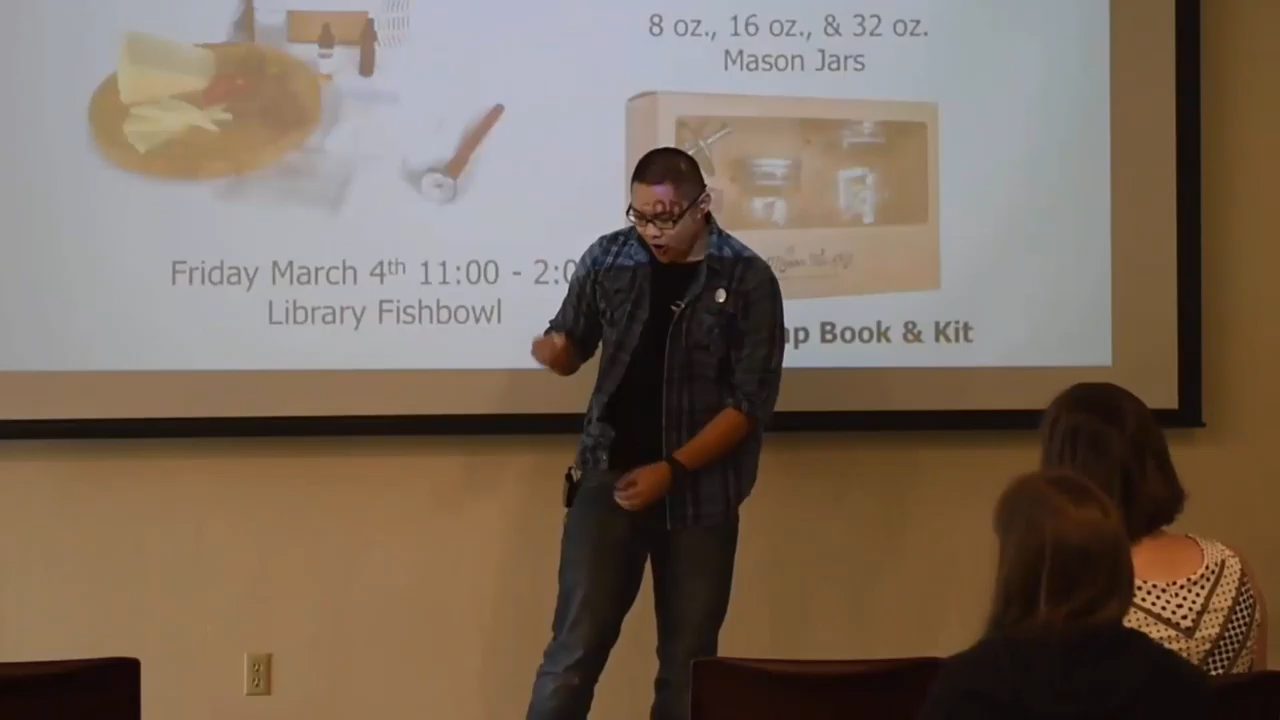 8 oz., 16 oz., & 32 oz.
Mason Jars
Friday March 4th 11:00 - 2:0
Library Fishbowl
Book & Kit